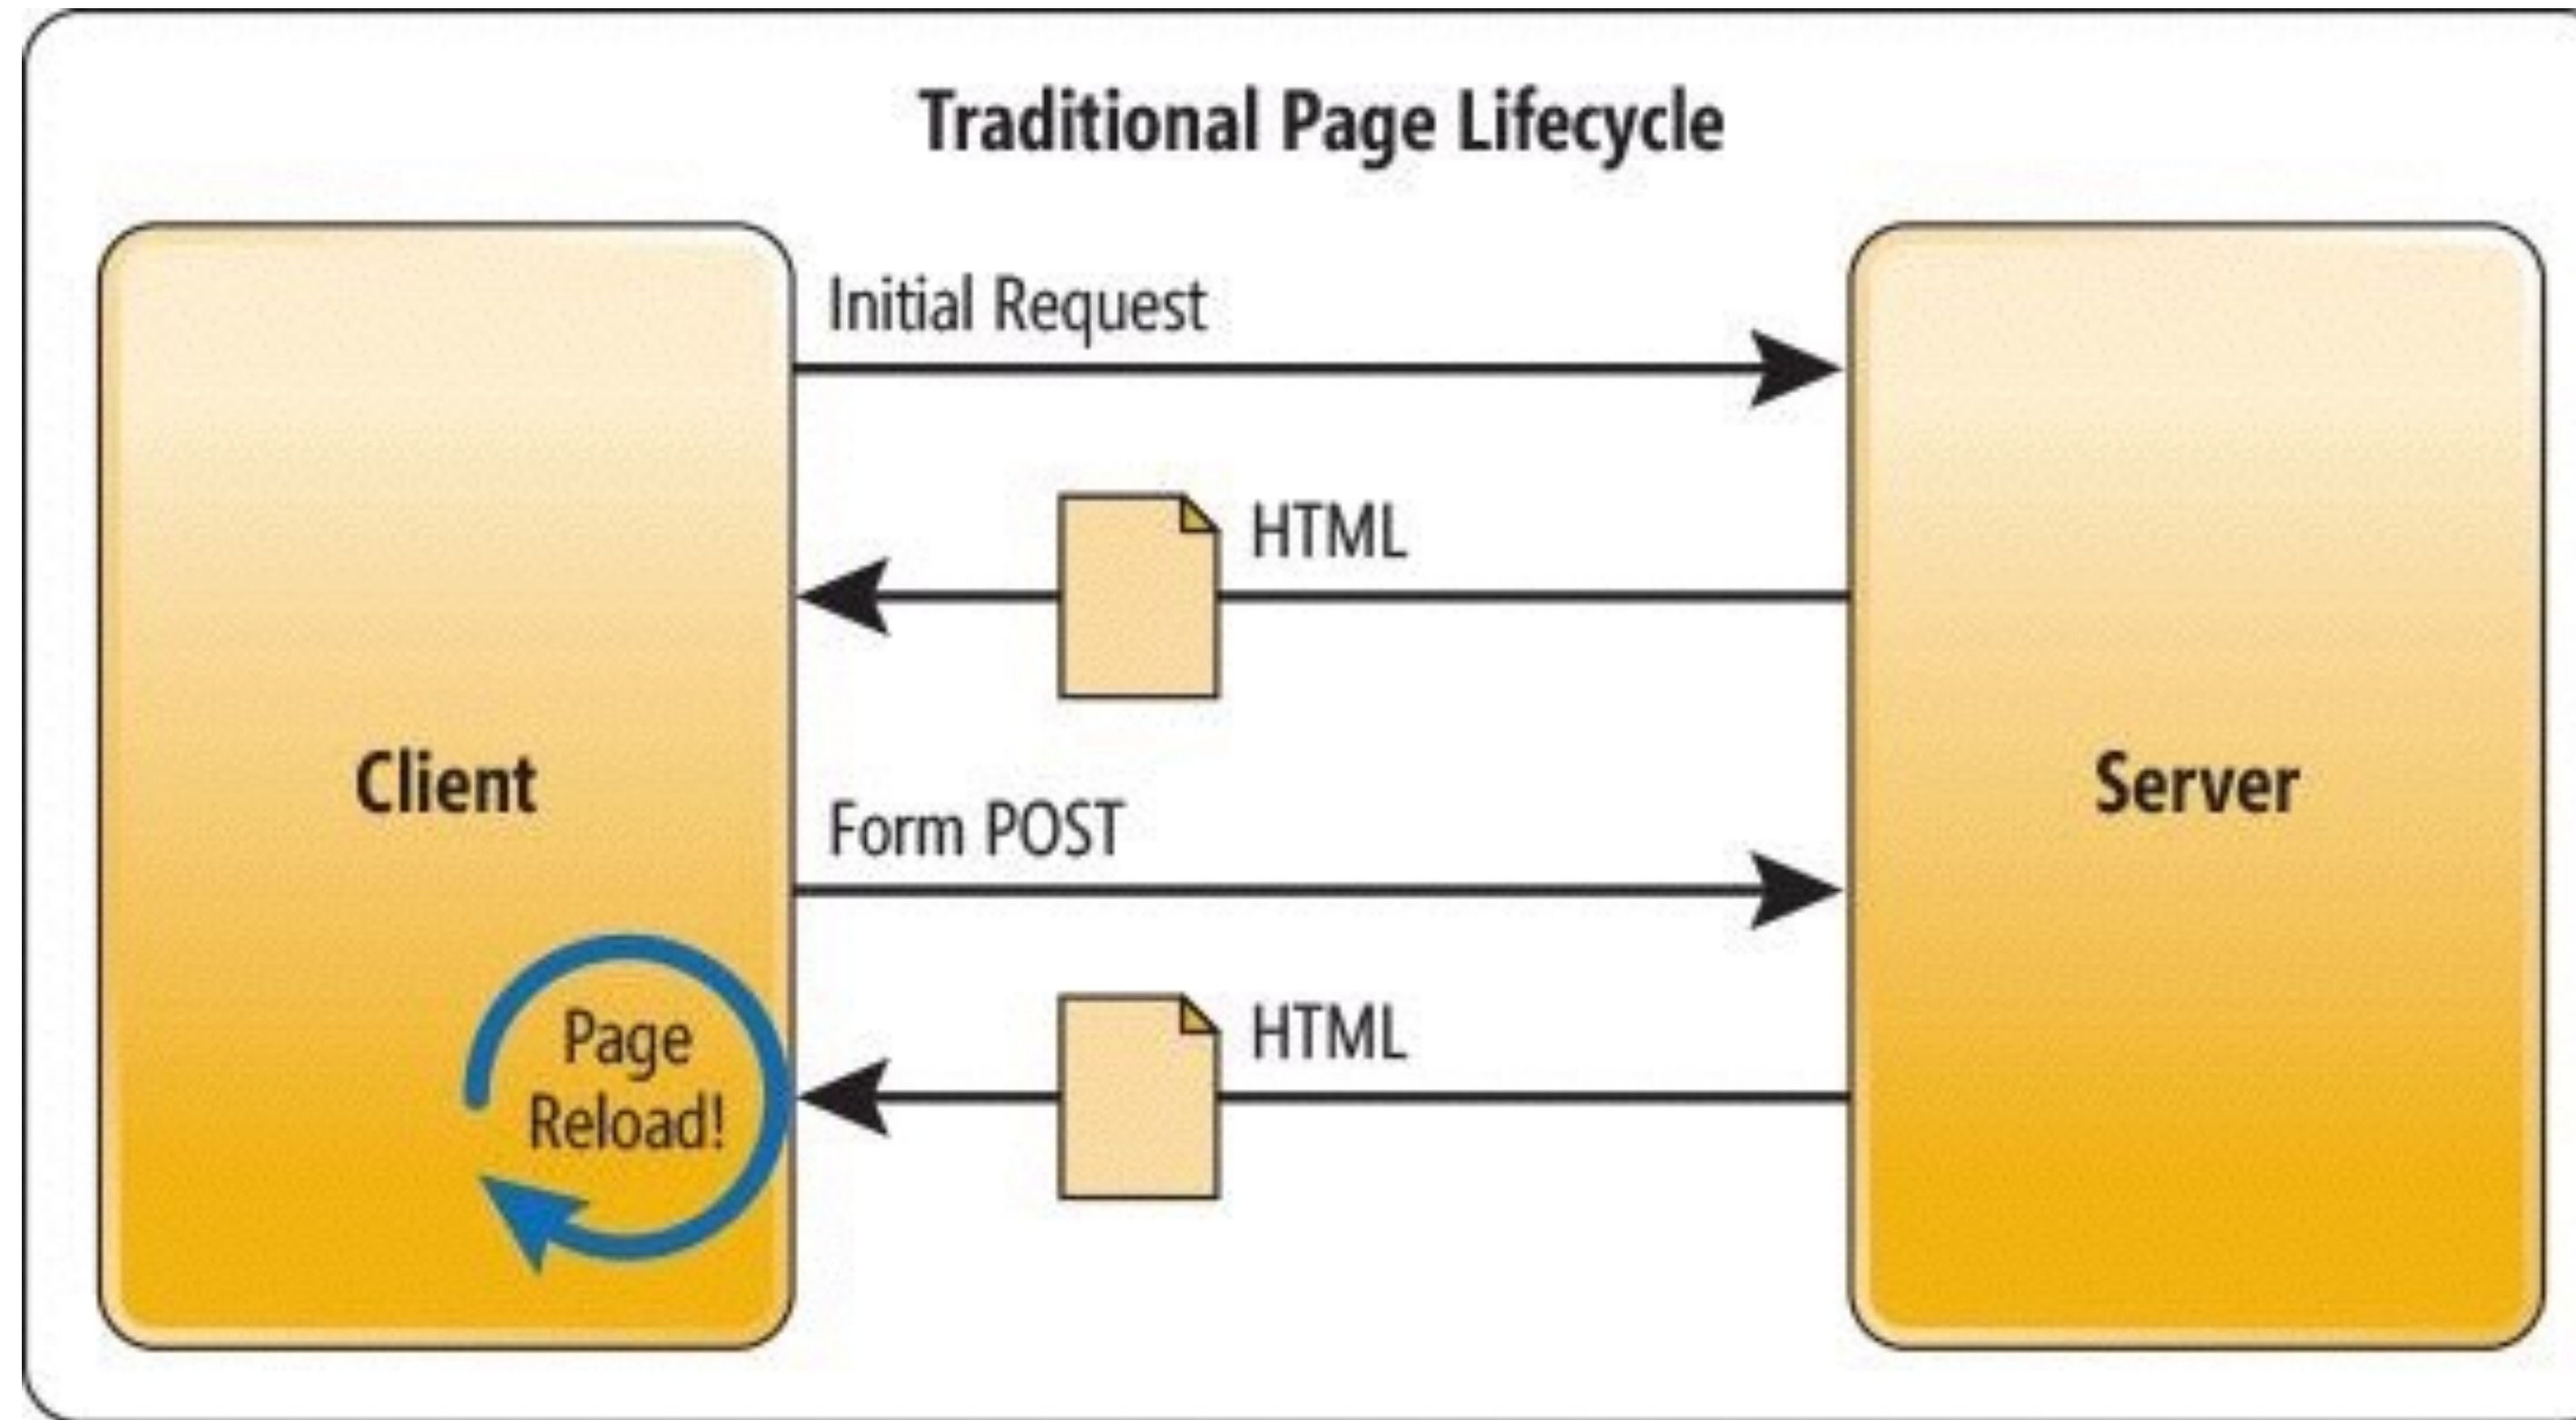 Traditional Page Lifecycle
Initial Request
HTML
Client
Server
Form POST
Page
Reload!
HTML